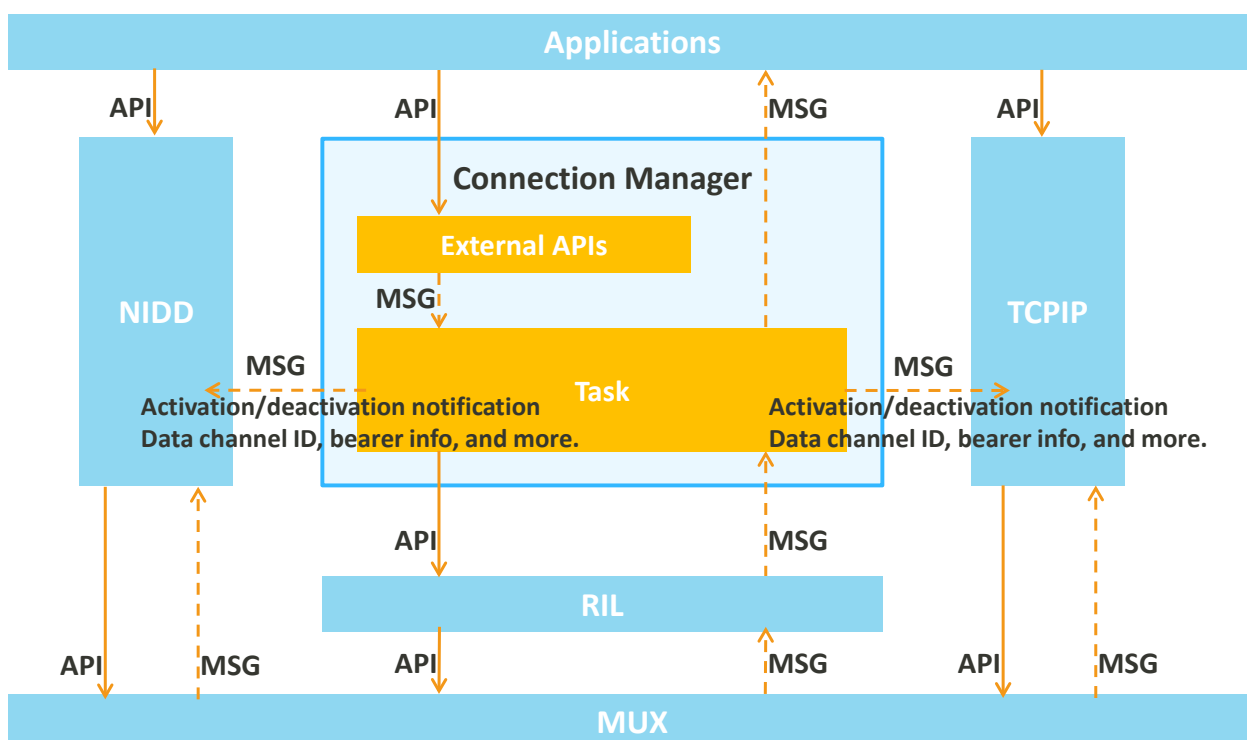 Applications
API
API
MSG
API
Connection Manager
External APIs
MSG
NIDD
TCPIP
MSG
Task
MSG
Activation/deactivation notification
Data channel ID, bearer info, and more.
Activation/deactivation notification
Data channel ID, bearer info, and more.
API
MSG
RIL
API
MSG
API
MSG
API
MSG
MUX